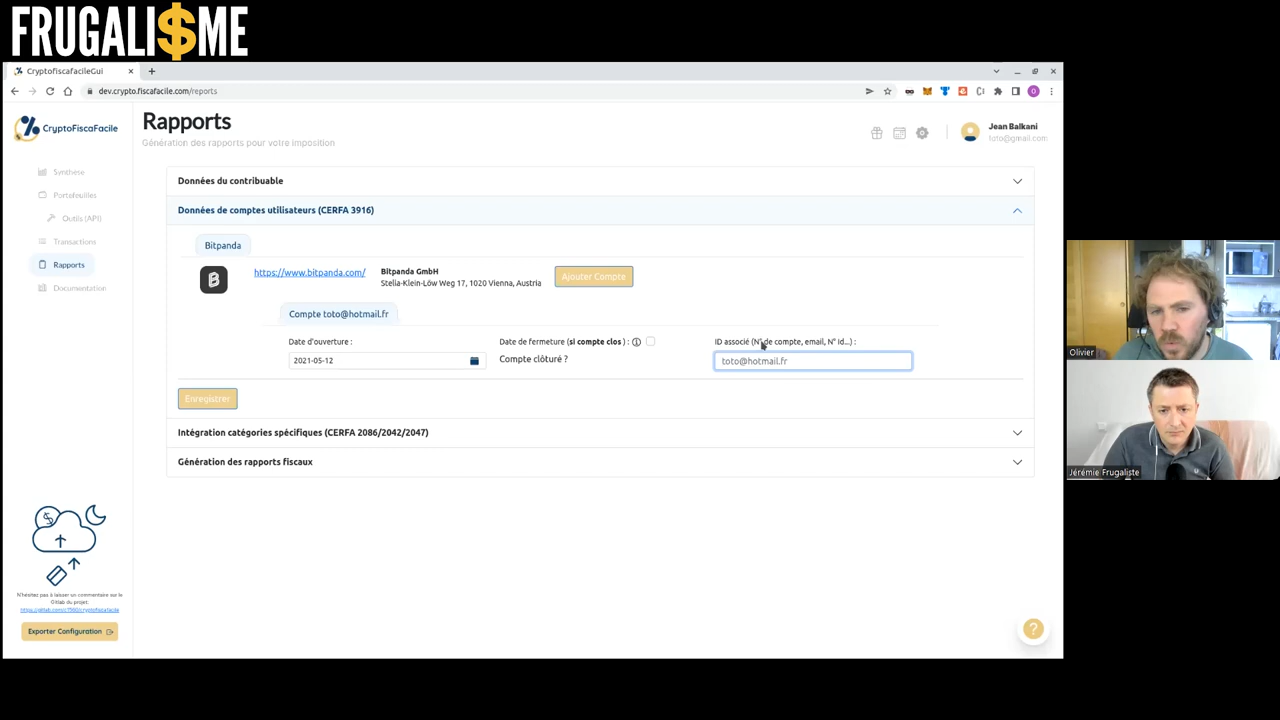 FRUGALI$ME
CryptofiscafacileGui
dev.crypto.fiscafacile.com/reports
CryptoFiscaFacile
Synthèse
Portefeuilles
Outils (API)
Transactions
Rapports
Documentation
N'hésitez pas à laisser un commentaire sur le
Gitlab du projet:
Exporter Configuration
Rapports
Génération des rapports pour votre imposition
Jean Balkani
toto@gmail.com
Données du contribuable
Données de comptes utilisateurs (CERFA 3916)
Bitpanda
https://www.bitpanda.com/
Bitpanda GmbH
Stelia-Klein-Löw Weg 17, 1020 Vienna, Austria
Ajouter Compte
Compte toto@hotmail.fr
Date d'ouverture :
2021-05-12
Date de fermeture (si compte clos ) :
Compte clôturé ?
ID associé (N° de compte, email, N° id...) :
toto@hotmail.fr
Enregistrer
Intégration catégories spécifiques (CERFA 2086/2042/2047)
Génération des rapports fiscaux
?
Olivier
Jérémie Frugaliste